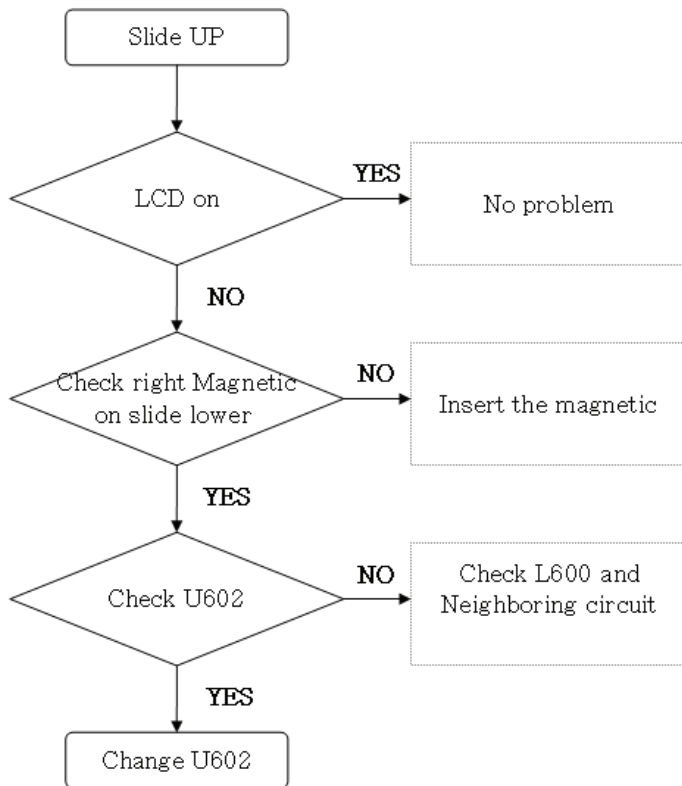 Slide UP
LCD on
YES
No problem
NO
Check right Magnetic
on slide lower
NO
Insert the magnetic
YES
Check U602
NO
Check L600 and
Neighboring circuit
YES
Change U602